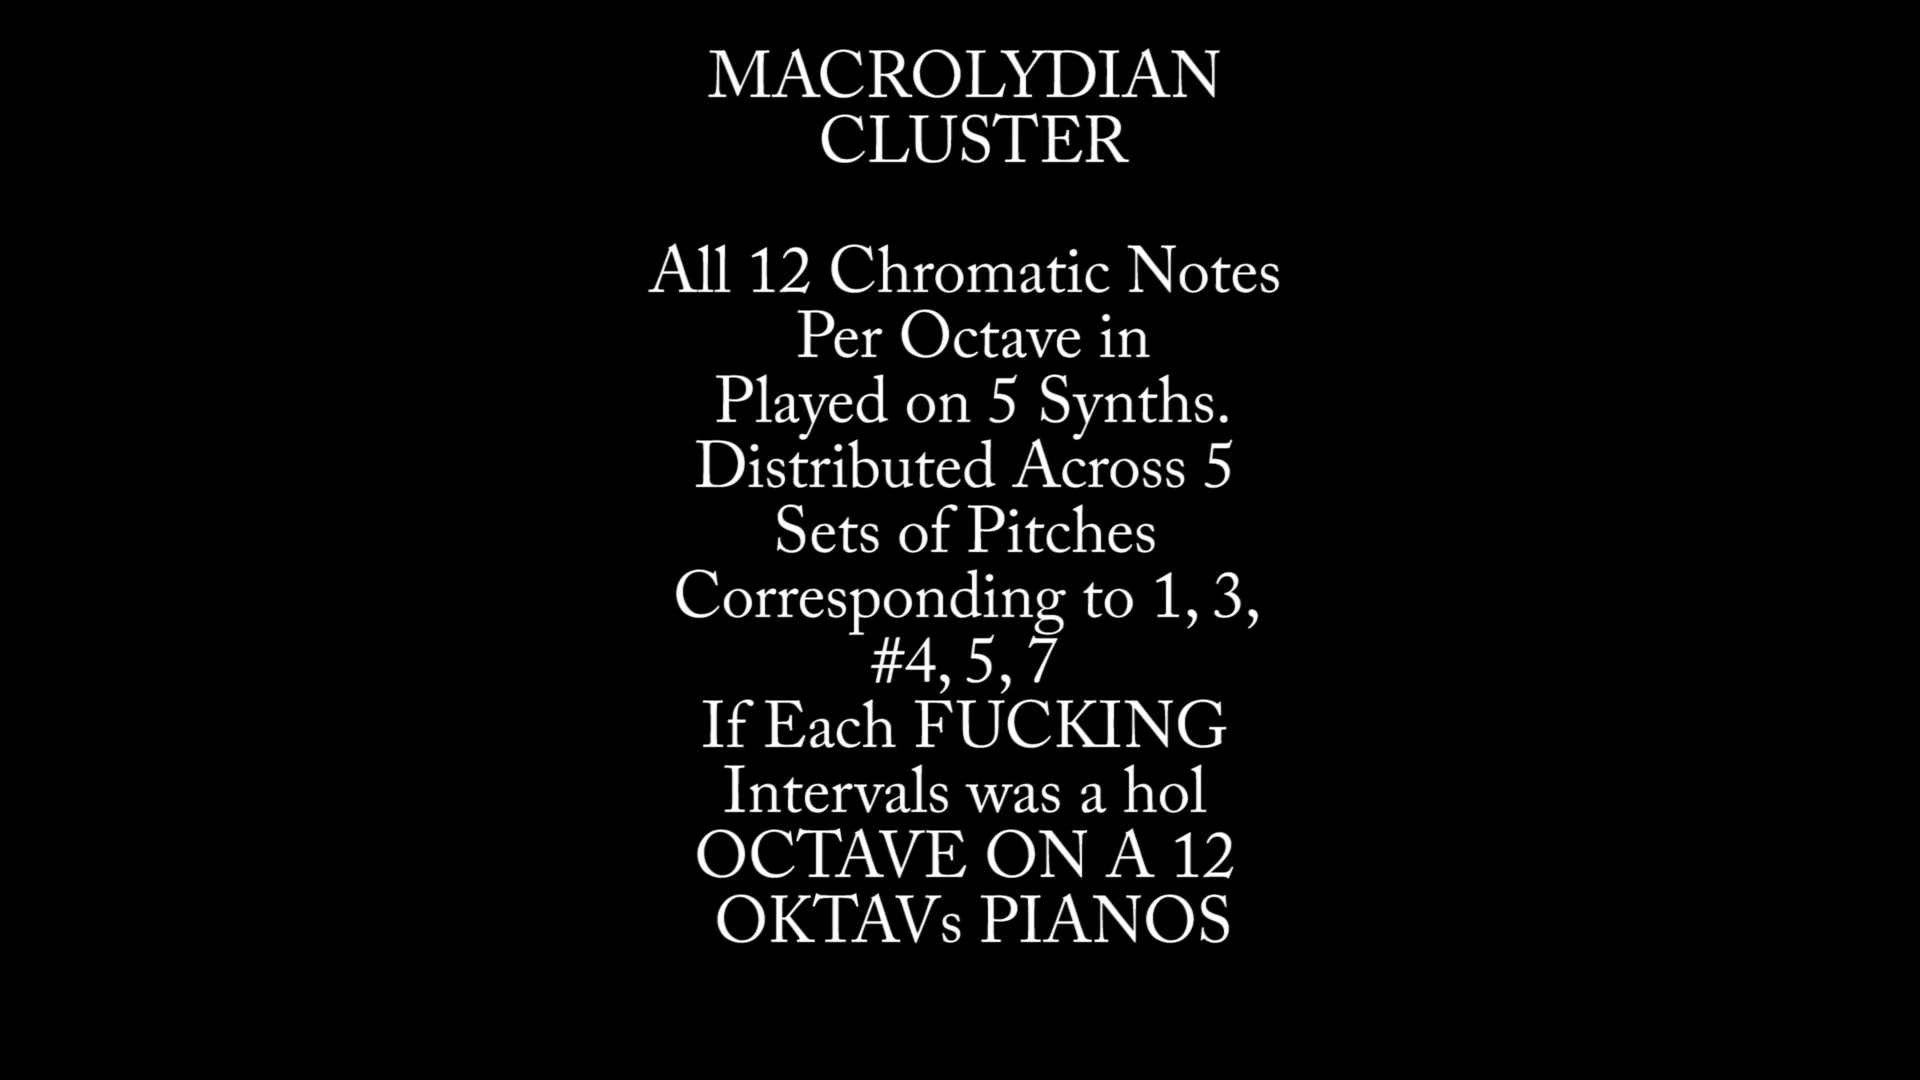 MACROLYDIAN
CLUSTER
All 12 Chromatic Notes
Per Octave in
Played on 5 Synths.
Distributed Across 5
Sets of Pitches
Corresponding to 1, 3,
#4, 5, 7
If Each FUCKING
Intervals was a hol
OCTAVE ON A 12
OKTAVs PIANOS